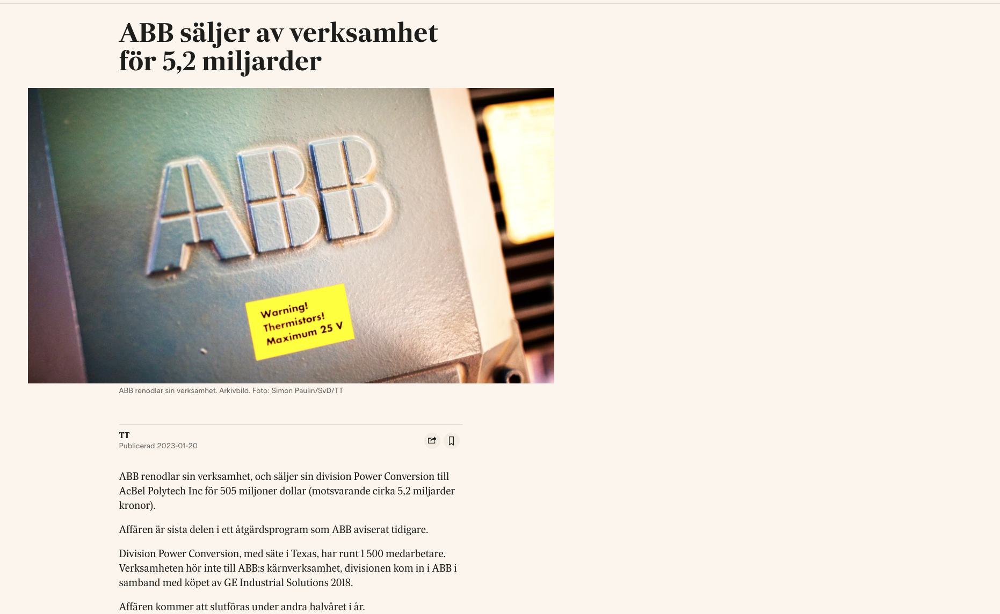 ABB säljer av verksamhet
för 5,2 miljarder
ABB
Warning!
Thermistors!
Maximum 25 V
ABB renodlar sin verksamhet. Arkivbild. Foto: Simon Paulin/SvD/TT
TT
Publicerad 2023-01-20
ABB renodlar sin verksamhet, och säljer sin division Power Conversion till
AcBel Polytech Inc för 505 miljoner dollar (motsvarande cirka 5,2 miljarder
kronor).
Affären är sista delen i ett åtgärdsprogram som ABB aviserat tidigare.
Division Power Conversion, med säte i Texas, har runt 1 500 medarbetare.
Verksamheten hör inte till ABB:s kärnverksamhet, divisionen kom in i ABB i
samband med köpet av GE Industrial Solutions 2018.
Affären kommer att slutföras under andra halvåret i år.